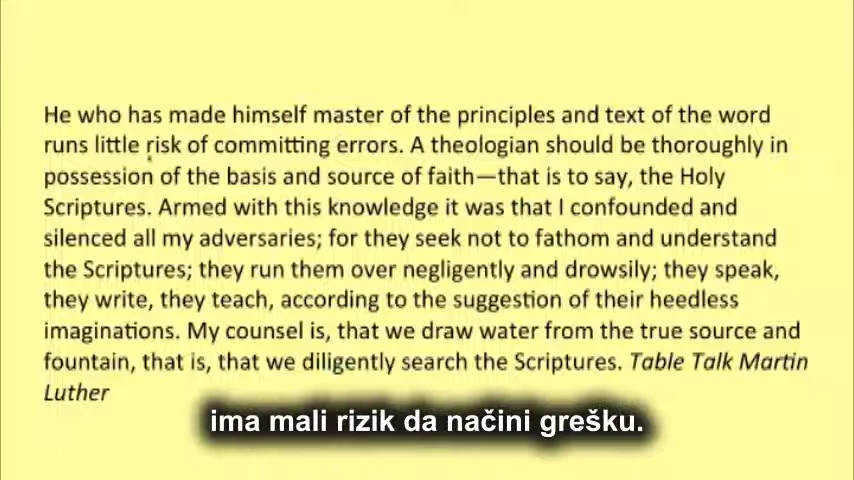 He who has made himself master of the principles and text of the word
runs little risk of committing errors. A theologian should be thoroughly in
possession of the basis and source of faith—that is to say, the Holy
Scriptures. Armed with this knowledge it was that I confounded and
silenced all my adversaries; for they seek not to fathom and understand
the Scriptures; they run them over negligently and drowsily; they speak,
they write, they teach, according to the suggestion of their heedless
imaginations. My counsel is, that we draw water from the true source and
fountain, that is, that we diligently search the Scriptures. Table Talk Martin
Luther
ima mali rizik da načini grešku.